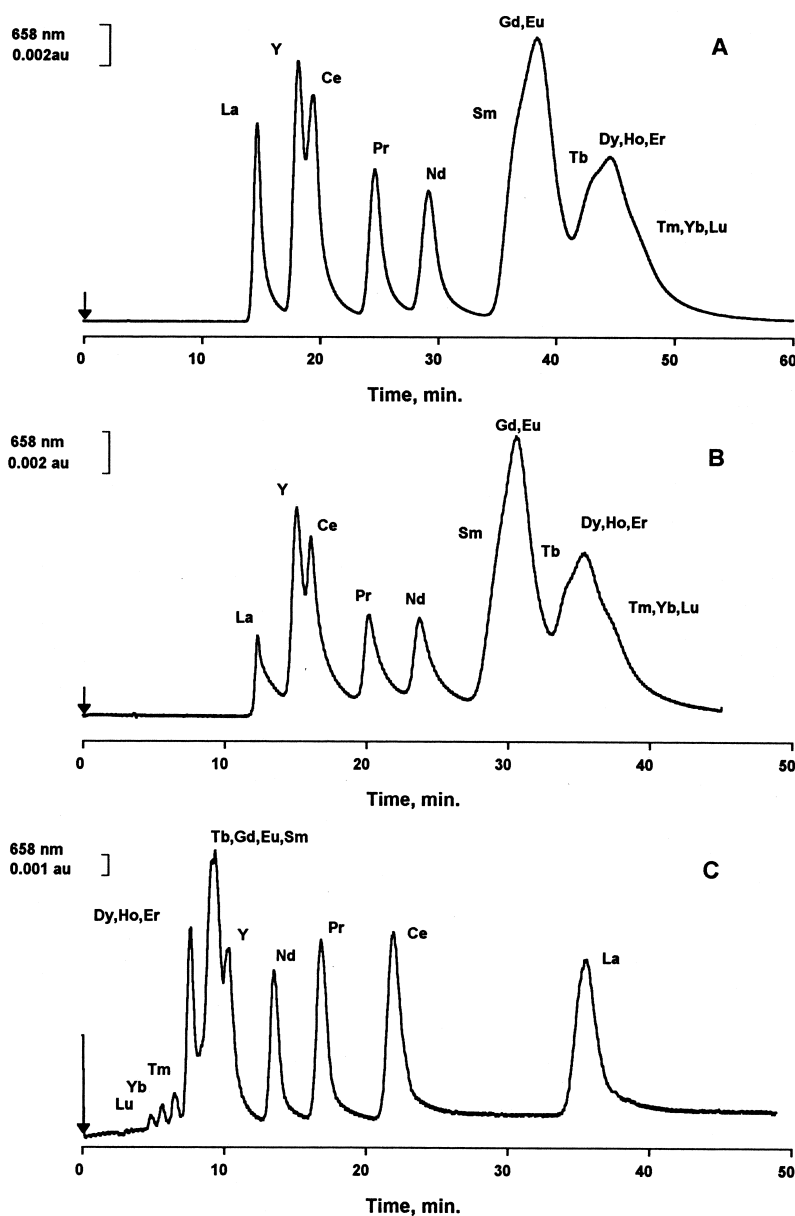 Gd,Eu
658 nm
0.002au
A
Y
Ce
La
Sm
Dy,Ho,Er
Pr
Tb
Nd
Tm,Yb,Lu
0 10 20 30 40 50 60
Time, min.
Gd,Eu
658 nm
0.002 au
B
Y
Ce
Sm
Dy,Ho,Er
Tb
Pr
Nd
La
Tm,Yb,Lu
0 10 20 30 40 50
Time, min.
Tb,Gd,Eu,Sm
658 nm
0.001 au
C
Dy,Ho,Er
Y
Pr
Ce
Nd
La
Tm
Yb
Lu
0 10 20 30 40 50
Time, min.